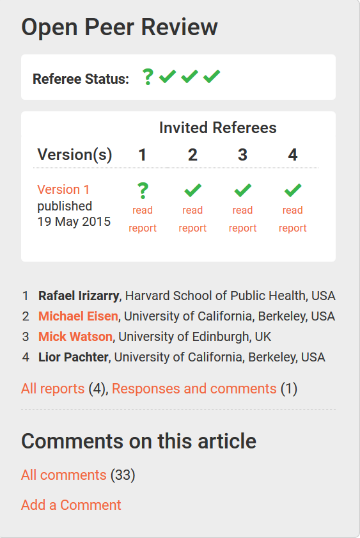 Open Peer Review
Referee Status: ? ✔ ✔ ✔
Invited Referees
Version(s) 1 2 3 4
Version 1 ? ✔ ✔ ✔
published read read read read
19 May 2015 report report report report
1 Rafael Irizarry, Harvard School of Public Health, USA
2 Michael Eisen, University of California, Berkeley, USA
3 Mick Watson, University of Edinburgh, UK
4 Lior Pachter, University of California, Berkeley, USA
All reports (4), Responses and comments (1)
Comments on this article
All comments (33)
Add a Comment